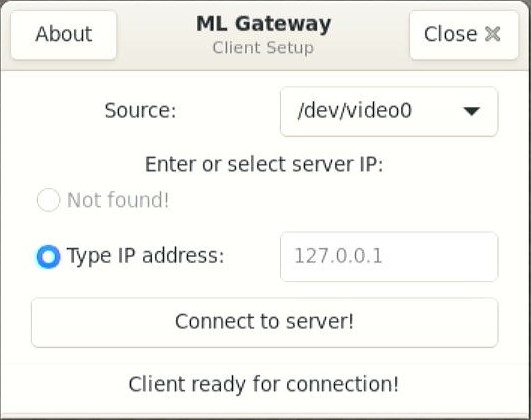 About
ML Gateway
Client Setup
Close
Source:
/dev/video0
Enter or select server IP:
Not found!
Type IP address:
127.0.0.1
Connect to server!
Client ready for connection!